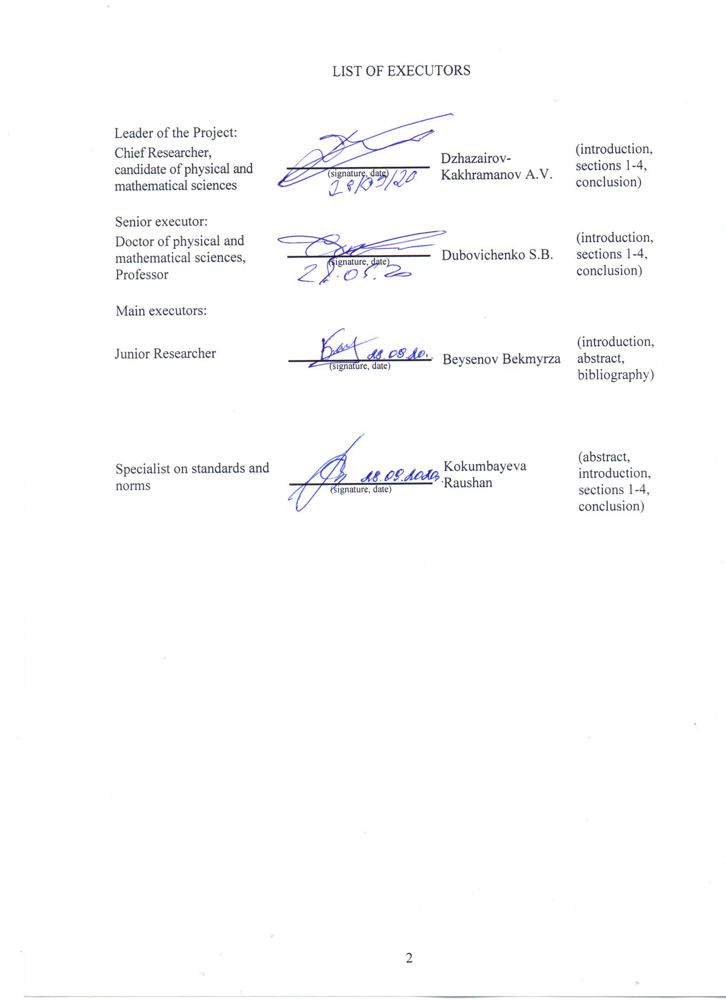 LIST OF EXECUTORS
Leader of the Project:
Chief Researcher,
candidate of physical and
mathematical sciences
(signature, date)
28/09/20
Dzhazairov-
Kakhramanov A.V.
(introduction,
sections 1-4,
conclusion)
Senior executor:
Doctor of physical and
mathematical sciences,
Professor
(signature, date)
Dubovichenko S.B.
(introduction,
sections 1-4,
conclusion)
Main executors:
Junior Researcher
28.09.20.
(signature, date)
Beysenov Bekmyrza
(introduction,
abstract,
bibliography)
Specialist on standards and
norms
28.09.2020
(signature, date)
Kokumbayeva
Raushan
(abstract,
introduction,
sections 1-4,
conclusion)
2